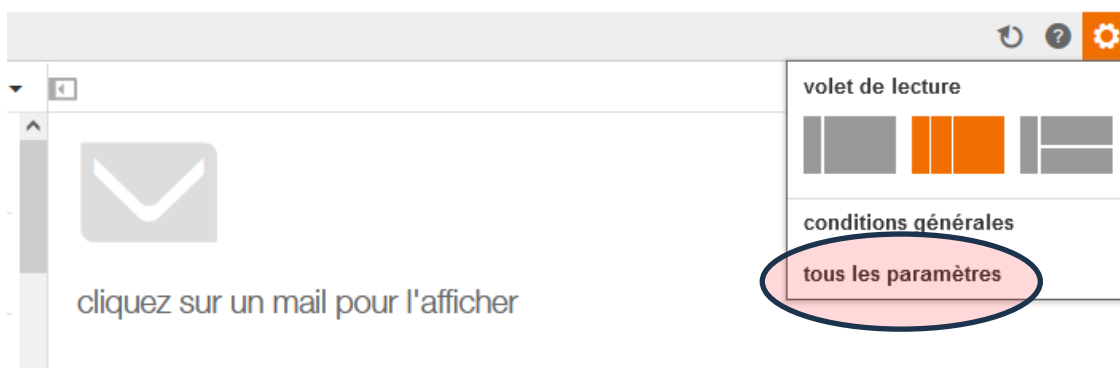 volet de lecture
conditions générales
tous les paramètres
cliquez sur un mail pour l'afficher